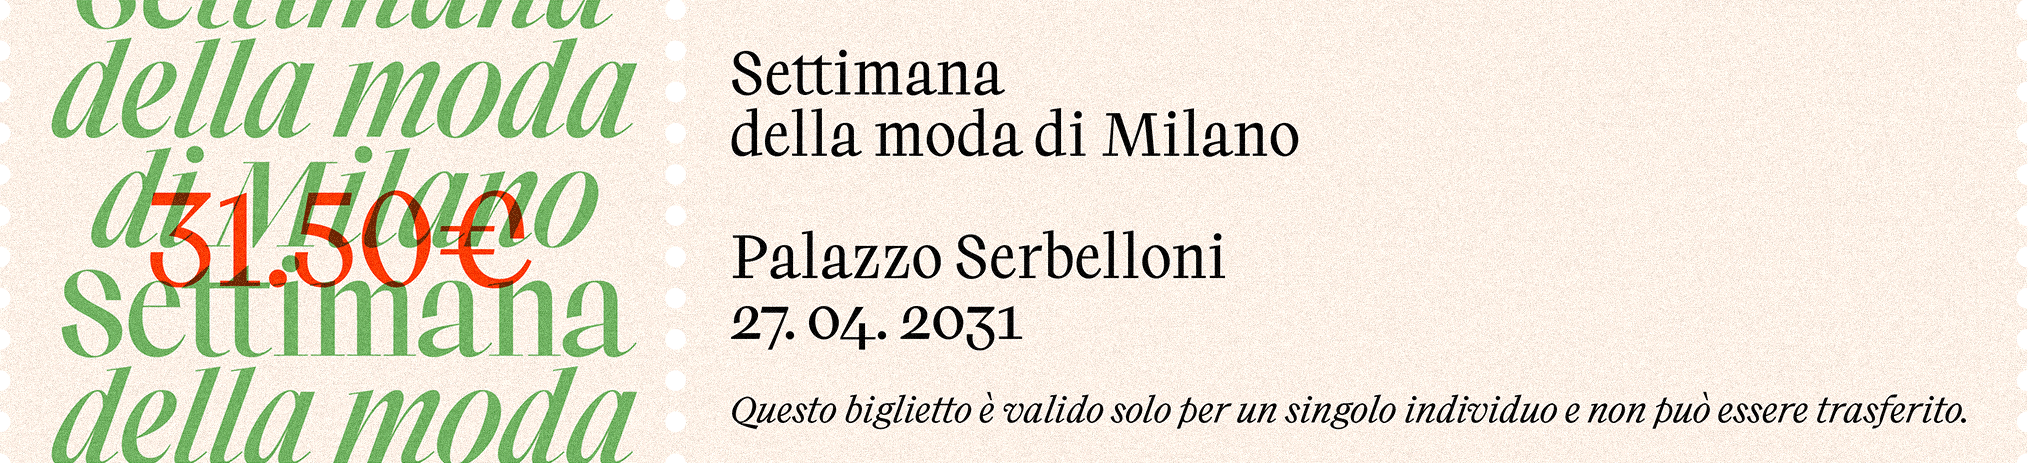 Settimana
della moda
di Milano
31.50€
Settimana
della moda
Settimana
della moda di Milano
Palazzo Serbelloni
27. 04. 2031
Questo biglietto è valido solo per un singolo individuo e non può essere trasferito.